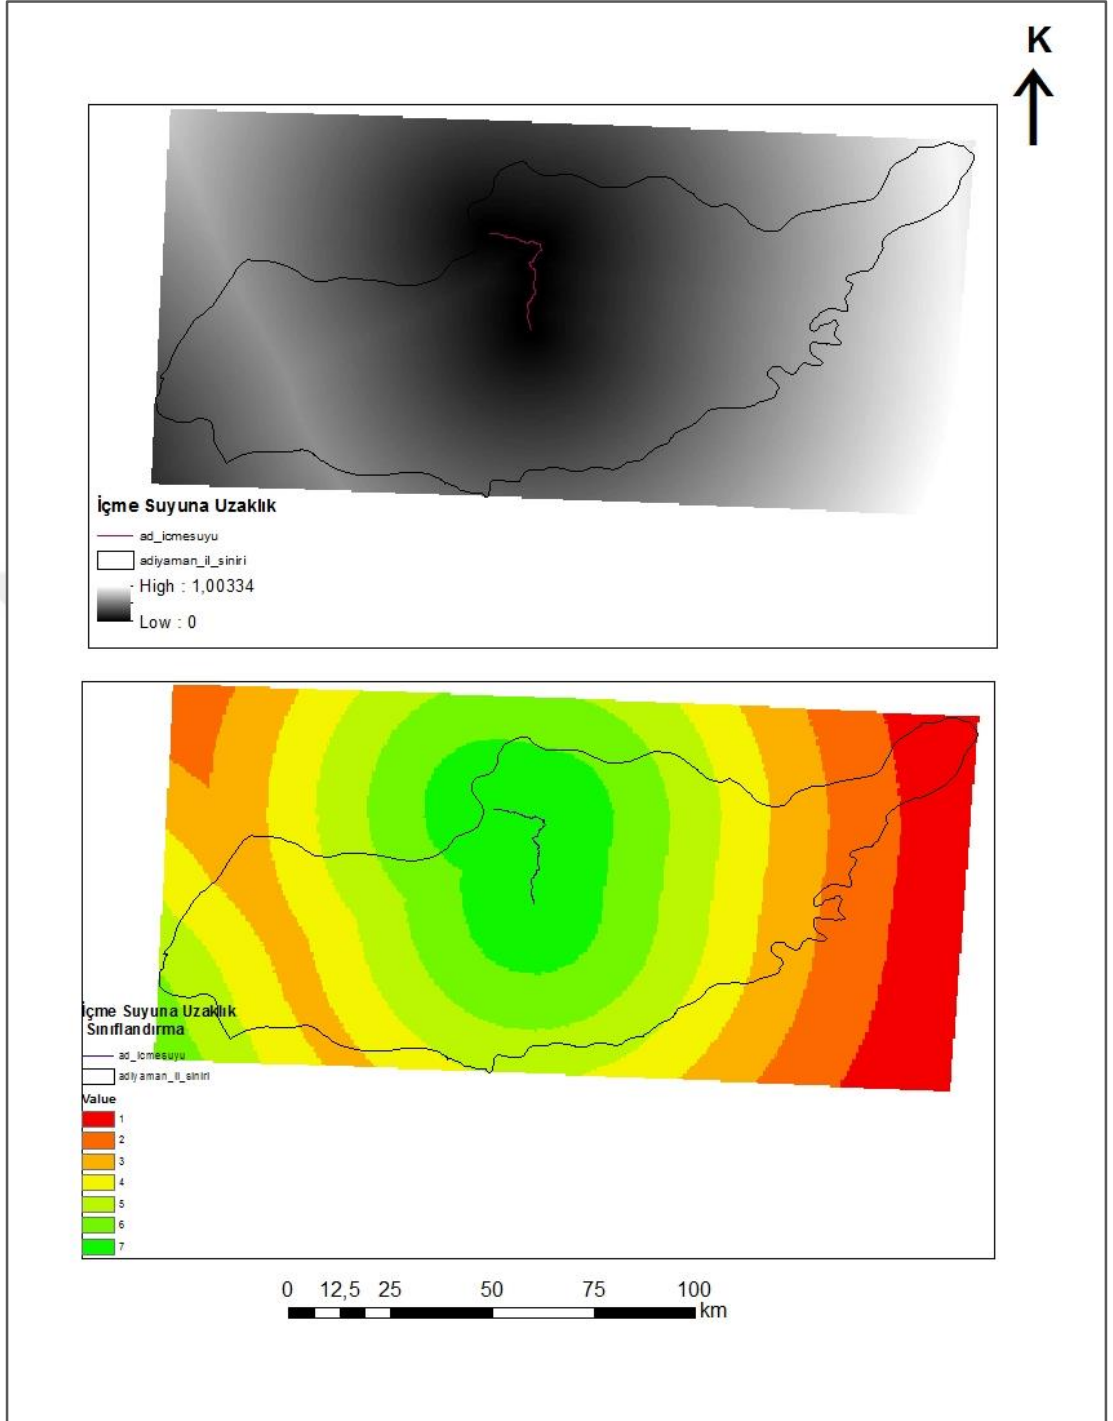 K
İçme Suyuna Uzaklık
ad_icmesuyu
adiyaman_il_siniri
High : 1,00334
Low : 0
İçme Suyuna Uzaklık
Sınıflandırma
ad_icmesuyu
adiyaman_il_siniri
Value
1
2
3
4
5
6
7
0 12,5 25 50 75 100
km